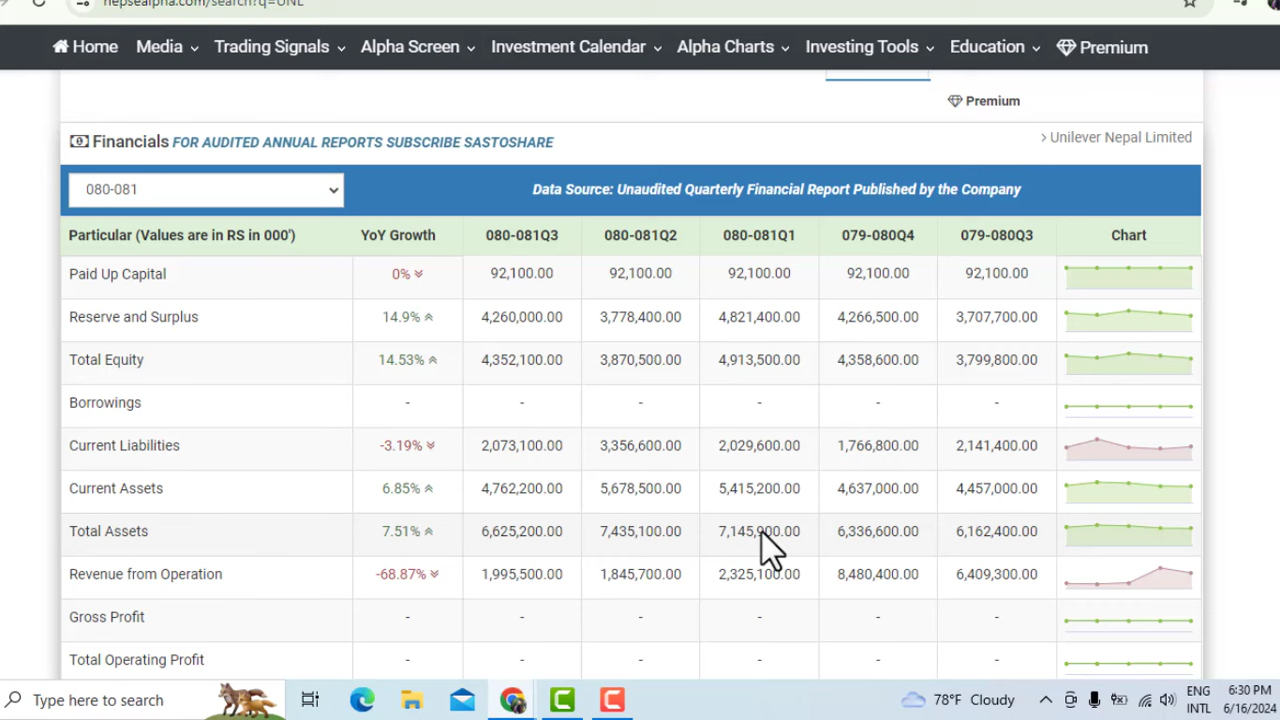 nepsealpha.com/search?q=UNL
Home Media Trading Signals Alpha Screen Investment Calendar Alpha Charts Investing Tools Education Premium
Premium
Financials FOR AUDITED ANNUAL REPORTS SUBSCRIBE SASTOSHARE Unilever Nepal Limited
080-081 Data Source: Unaudited Quarterly Financial Report Published by the Company
Particular (Values are in RS in 000') YoY Growth 080-081Q3 080-081Q2 080-081Q1 079-080Q4 079-080Q3 Chart
Paid Up Capital 0% 92,100.00 92,100.00 92,100.00 92,100.00 92,100.00
Reserve and Surplus 14.9% 4,260,000.00 3,778,400.00 4,821,400.00 4,266,500.00 3,707,700.00
Total Equity 14.53% 4,352,100.00 3,870,500.00 4,913,500.00 4,358,600.00 3,799,800.00
Borrowings - - - - - -
Current Liabilities -3.19% 2,073,100.00 3,356,600.00 2,029,600.00 1,766,800.00 2,141,400.00
Current Assets 6.85% 4,762,200.00 5,678,500.00 5,415,200.00 4,637,000.00 4,457,000.00
Total Assets 7.51% 6,625,200.00 7,435,100.00 7,145,900.00 6,336,600.00 6,162,400.00
Revenue from Operation -68.87% 1,995,500.00 1,845,700.00 2,325,100.00 8,480,400.00 6,409,300.00
Gross Profit - - - - - -
Total Operating Profit - - - - - -
Type here to search 78°F Cloudy ENG 6:30 PM
INTL 6/16/2024